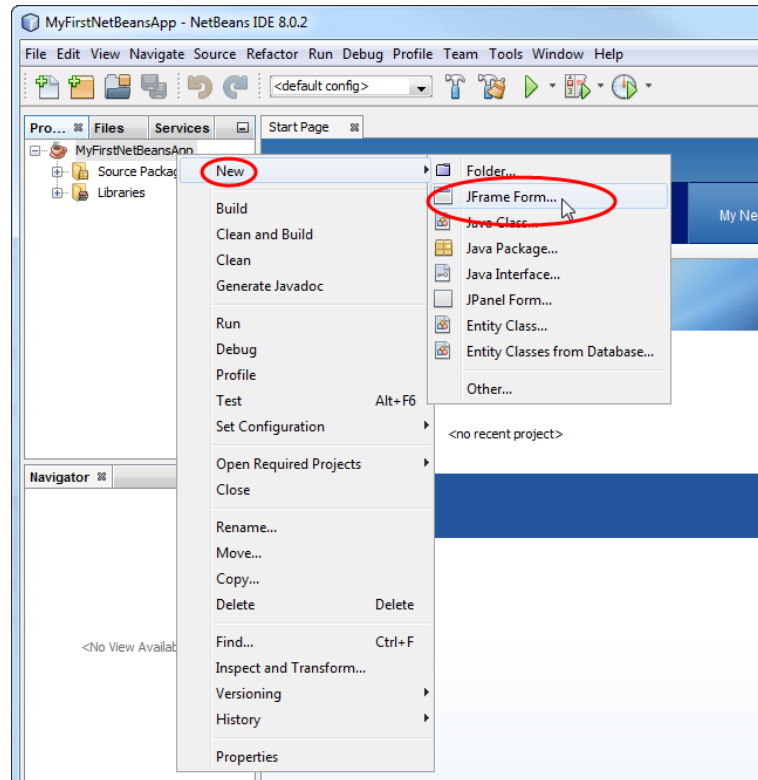 MyFirstNetBeansApp - NetBeans IDE 8.0.2
File Edit View Navigate Source Refactor Run Debug Profile Team Tools Window Help
<default config>
Pro... Files Services Start Page
MyFirstNetBeansApp
Source Packag
Libraries
New
Build
Clean and Build
Clean
Generate Javadoc
Run
Debug
Profile
Test Alt+F6
Set Configuration
Open Required Projects
Close
Rename...
Move...
Copy...
Delete Delete
Find... Ctrl+F
Inspect and Transform...
Versioning
History
Properties
Folder...
JFrame Form...
Java Class...
Java Package...
Java Interface...
JPanel Form...
Entity Class...
Entity Classes from Database...
Other...
My Ne
<no recent project>
Navigator
<No View Availab